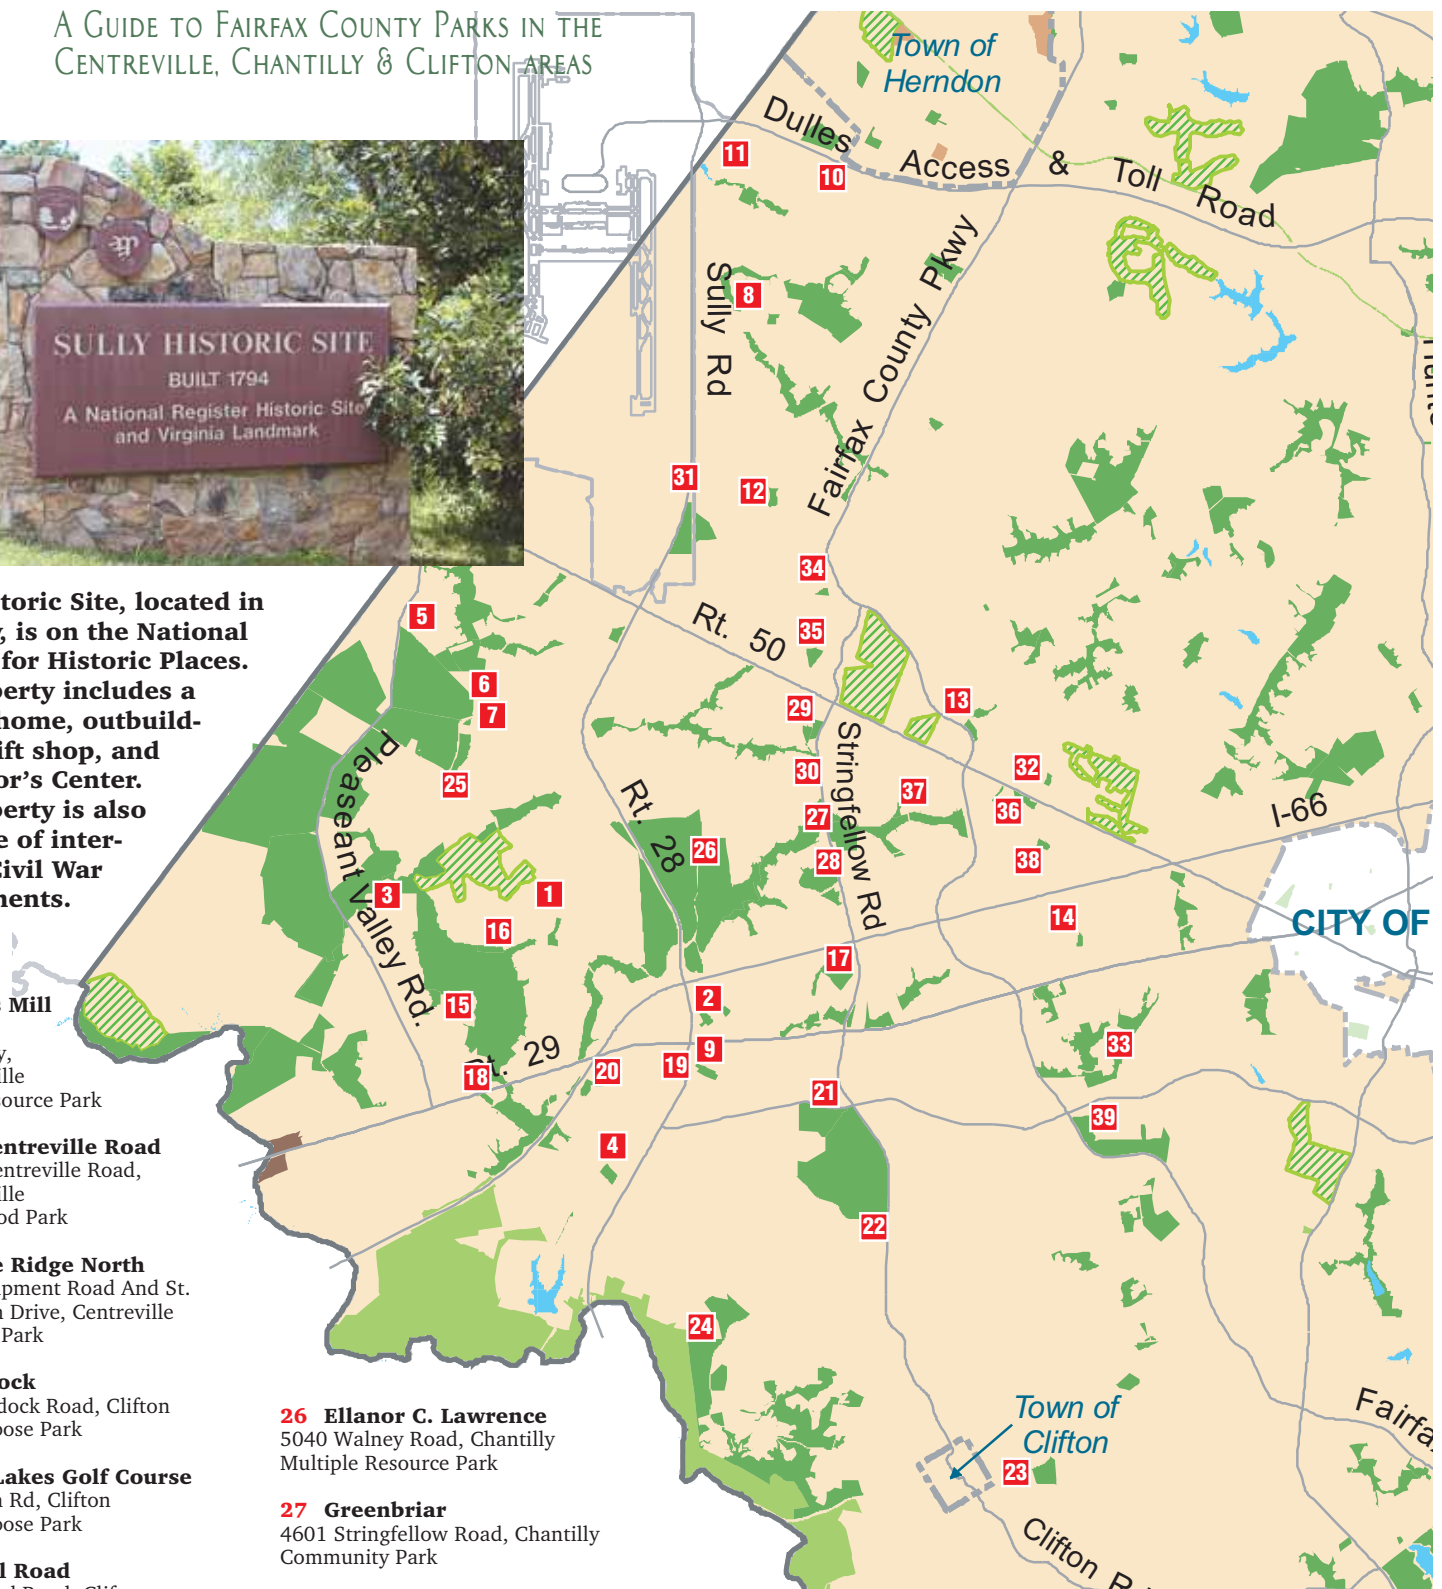 A Guide to Fairfax County Parks in the
Centreville, Chantilly & Clifton areas
SULLY HISTORIC SITE
BUILT 1794
A National Register Historic Site
and Virginia Landmark
toric Site, located in
, is on the National
for Historic Places.
perty includes a
home, outbuild-
ift shop, and
or's Center.
perty is also
e of inter-
Civil War
ments.
s Mill
y,
ille
source Park
entreville Road
entreville Road,
ille
od Park
e Ridge North
pment Road And St.
n Drive, Centreville
Park
ock
dock Road, Clifton
pose Park
Lakes Golf Course
n Rd, Clifton
pose Park
l Road
26 Ellanor C. Lawrence
5040 Walney Road, Chantilly
Multiple Resource Park
27 Greenbriar
4601 Stringfellow Road, Chantilly
Community Park
Town of
Herndon
Dulles Access & Toll Road
11
10
Sully Rd
8
Fairfax County Pkwy
31
12
34
5
Rt. 50
35
6
7
29
13
Pleaseant Valley Rd.
25
30
Stringfellow Rd
32
37
36
Rt. 28
27
I-66
26
28
38
3
1
14
CITY OF
16
17
15
2
Rt. 29
9
33
18
20
19
21
39
4
22
24
Town of
Clifton
23
Fairfa
Clifton R